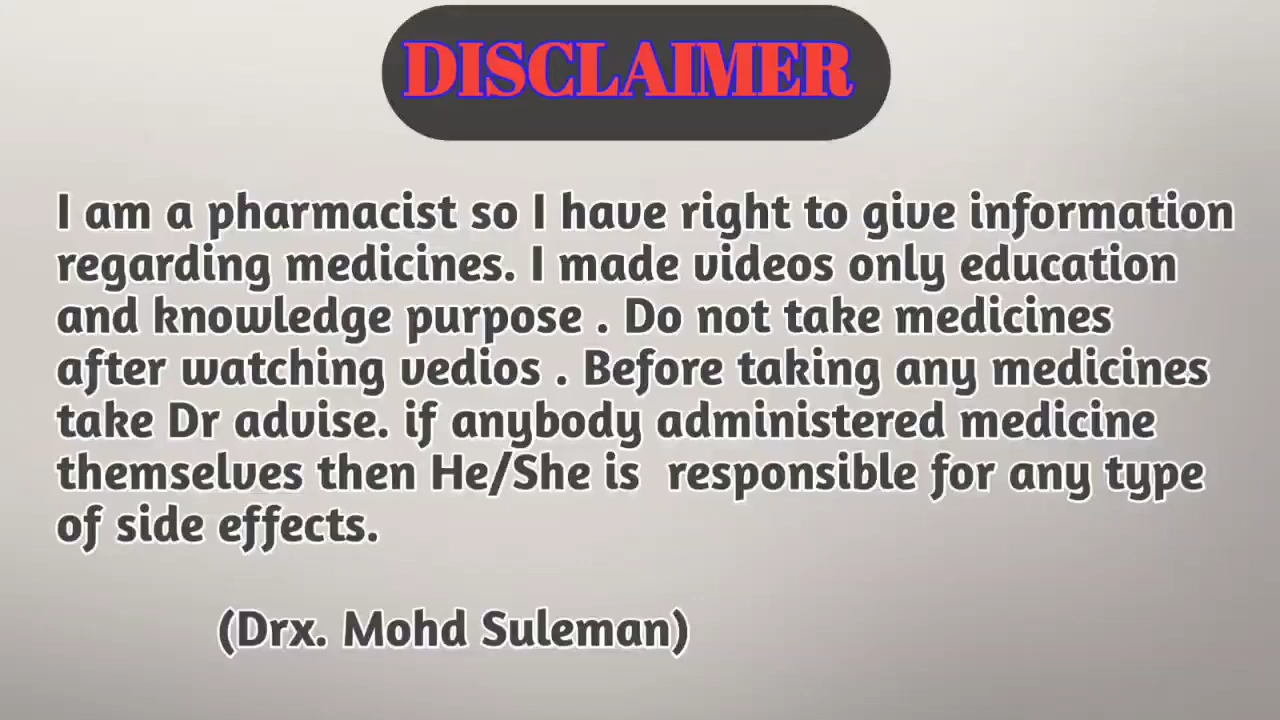 DISCLAIMER
I am a pharmacist so I have right to give information
regarding medicines. I made videos only education
and knowledge purpose . Do not take medicines
after watching vedios . Before taking any medicines
take Dr advise. if anybody administered medicine
themselves then He/She is  responsible for any type
of side effects.
(Drx. Mohd Suleman)